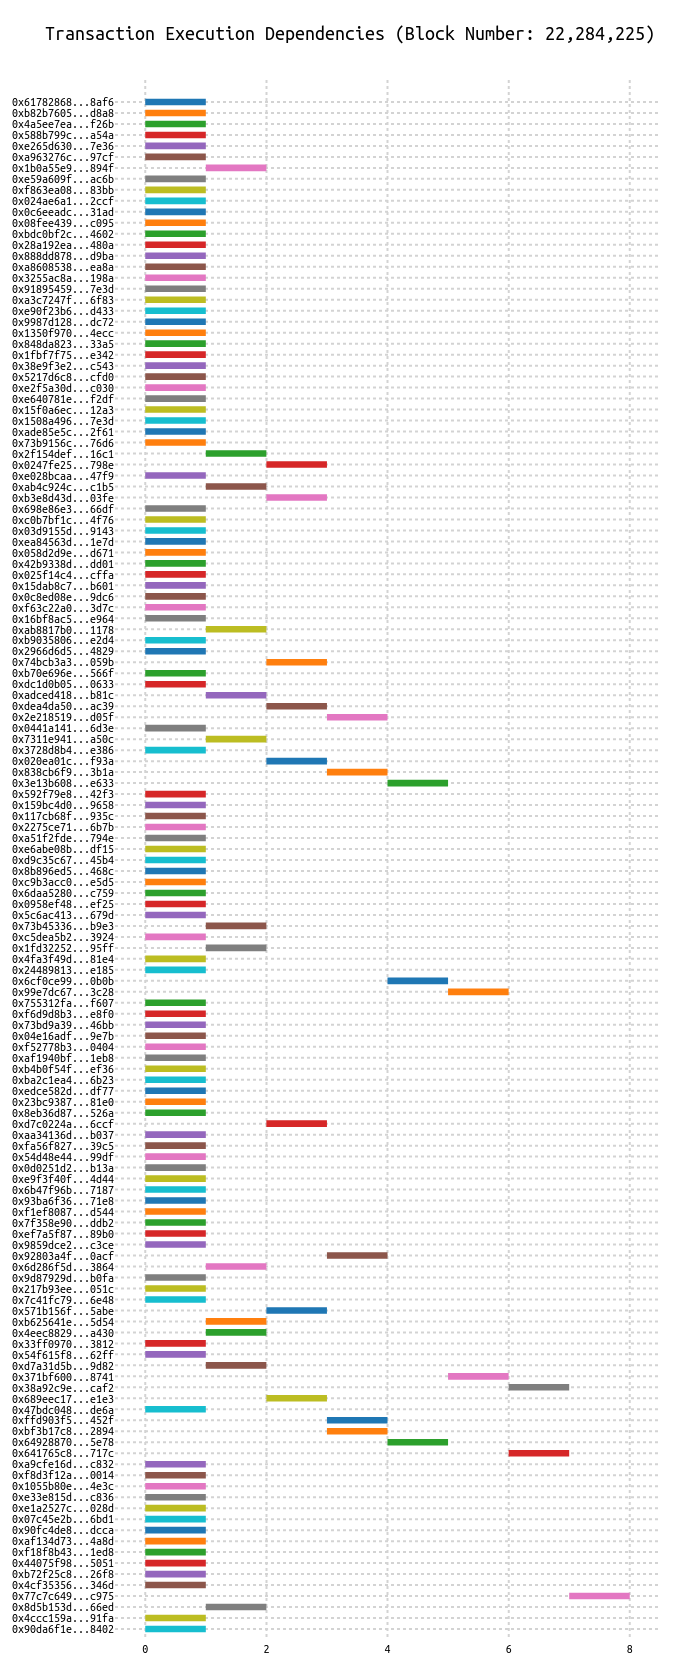 Transaction Execution Dependencies (Block Number: 22,284,225)
0x61782868...8af6
0xb82b7605...d8a8
0x4a5ee7ea...f26b
0x588b799c...a54a
0xe265d630...7e36
0xa963276c...97cf
0x1b0a55e9...894f
0xe59a609f...ac6b
0xf863ea08...83bb
0x024ae6a1...2ccf
0x0c6eeadc...31ad
0x08fee439...c095
0xbdc0bf2c...4602
0x28a192ea...480a
0x888dd878...d9ba
0xa8608538...ea8a
0x3255ac8a...198a
0x91895459...7e3d
0xa3c7247f...6f83
0xe90f23b6...d433
0x9987d128...dc72
0x1350f970...4ecc
0x848da823...33a5
0x1fbf7f75...e342
0x38e9f3e2...c543
0x5217d6c8...cfd0
0xe2f5a30d...c030
0xe640781e...f2df
0x15f0a6ec...12a3
0x1508a496...7e3d
0xade85e5c...2f61
0x73b9156c...76d6
0x2f154def...16c1
0x0247fe25...798e
0xe028bcaa...47f9
0xab4c924c...c1b5
0xb3e8d43d...03fe
0x698e86e3...66df
0xc0b7bf1c...4f76
0x03d9155d...9143
0xea84563d...1e7d
0x058d2d9e...d671
0x42b9338d...dd01
0x025f14c4...cffa
0x15dab8c7...b601
0x0c8ed08e...9dc6
0xf63c22a0...3d7c
0x16bf8ac5...e964
0xab8817b0...1178
0xb9035806...e2d4
0x2966d6d5...4829
0x74bcb3a3...059b
0xb70e696e...566f
0xdc1d0b05...0633
0xadced418...b81c
0xdea4da50...ac39
0x2e218519...d05f
0x0441a141...6d3e
0x7311e941...a50c
0x3728d8b4...e386
0x020ea01c...f93a
0x838cb6f9...3b1a
0x3e13b608...e633
0x592f79e8...42f3
0x159bc4d0...9658
0x117cb68f...935c
0x2275ce71...6b7b
0xa51f2fde...794e
0xe6abe08b...df15
0xd9c35c67...45b4
0x8b896ed5...468c
0xc9b3acc0...e5d5
0x6daa5280...c759
0x0958ef48...ef25
0x5c6ac413...679d
0x73b45336...b9e3
0xc5dea5b2...3924
0x1fd32252...95ff
0x4fa3f49d...81e4
0x24489813...e185
0x6cf0ce99...0b0b
0x99e7dc67...3c28
0x755312fa...f607
0xf6d9d8b3...e8f0
0x73bd9a39...46bb
0x04e16adf...9e7b
0xf52778b3...0404
0xaf1940bf...1eb8
0xb4b0f54f...ef36
0xba2c1ea4...6b23
0xedce582d...df77
0x23bc9387...81e0
0x8eb36d87...526a
0xd7c0224a...6ccf
0xaa34136d...b037
0xfa56f827...39c5
0x54d48e44...99df
0x0d0251d2...b13a
0xe9f3f40f...4d44
0x6b47f96b...7187
0x93ba6f36...71e8
0xf1ef8087...d544
0x7f358e90...ddb2
0xef7a5f87...89b0
0x9859dce2...c3ce
0x92803a4f...0acf
0x6d286f5d...3864
0x9d87929d...b0fa
0x217b93ee...051c
0x7c41fc79...6e48
0x571b156f...5abe
0xb625641e...5d54
0x4eec8829...a430
0x33ff0970...3812
0x54f615f8...62ff
0xd7a31d5b...9d82
0x371bf600...8741
0x38a92c9e...caf2
0x689eec17...e1e3
0x47bdc048...de6a
0xffd903f5...452f
0xbf3b17c8...2894
0x64928870...5e78
0x641765c8...717c
0xa9cfe16d...c832
0xf8d3f12a...0014
0x1055b80e...4e3c
0xe33e815d...c836
0xe1a2527c...028d
0x07c45e2b...6bd1
0x90fc4de8...dcca
0xaf134d73...4a8d
0xf18f8b43...1ed8
0x44075f98...5051
0xb72f25c8...26f8
0x4cf35356...346d
0x77c7c649...c975
0x8d5b153d...66ed
0x4ccc159a...91fa
0x90da6f1e...8402
0 2 4 6 8